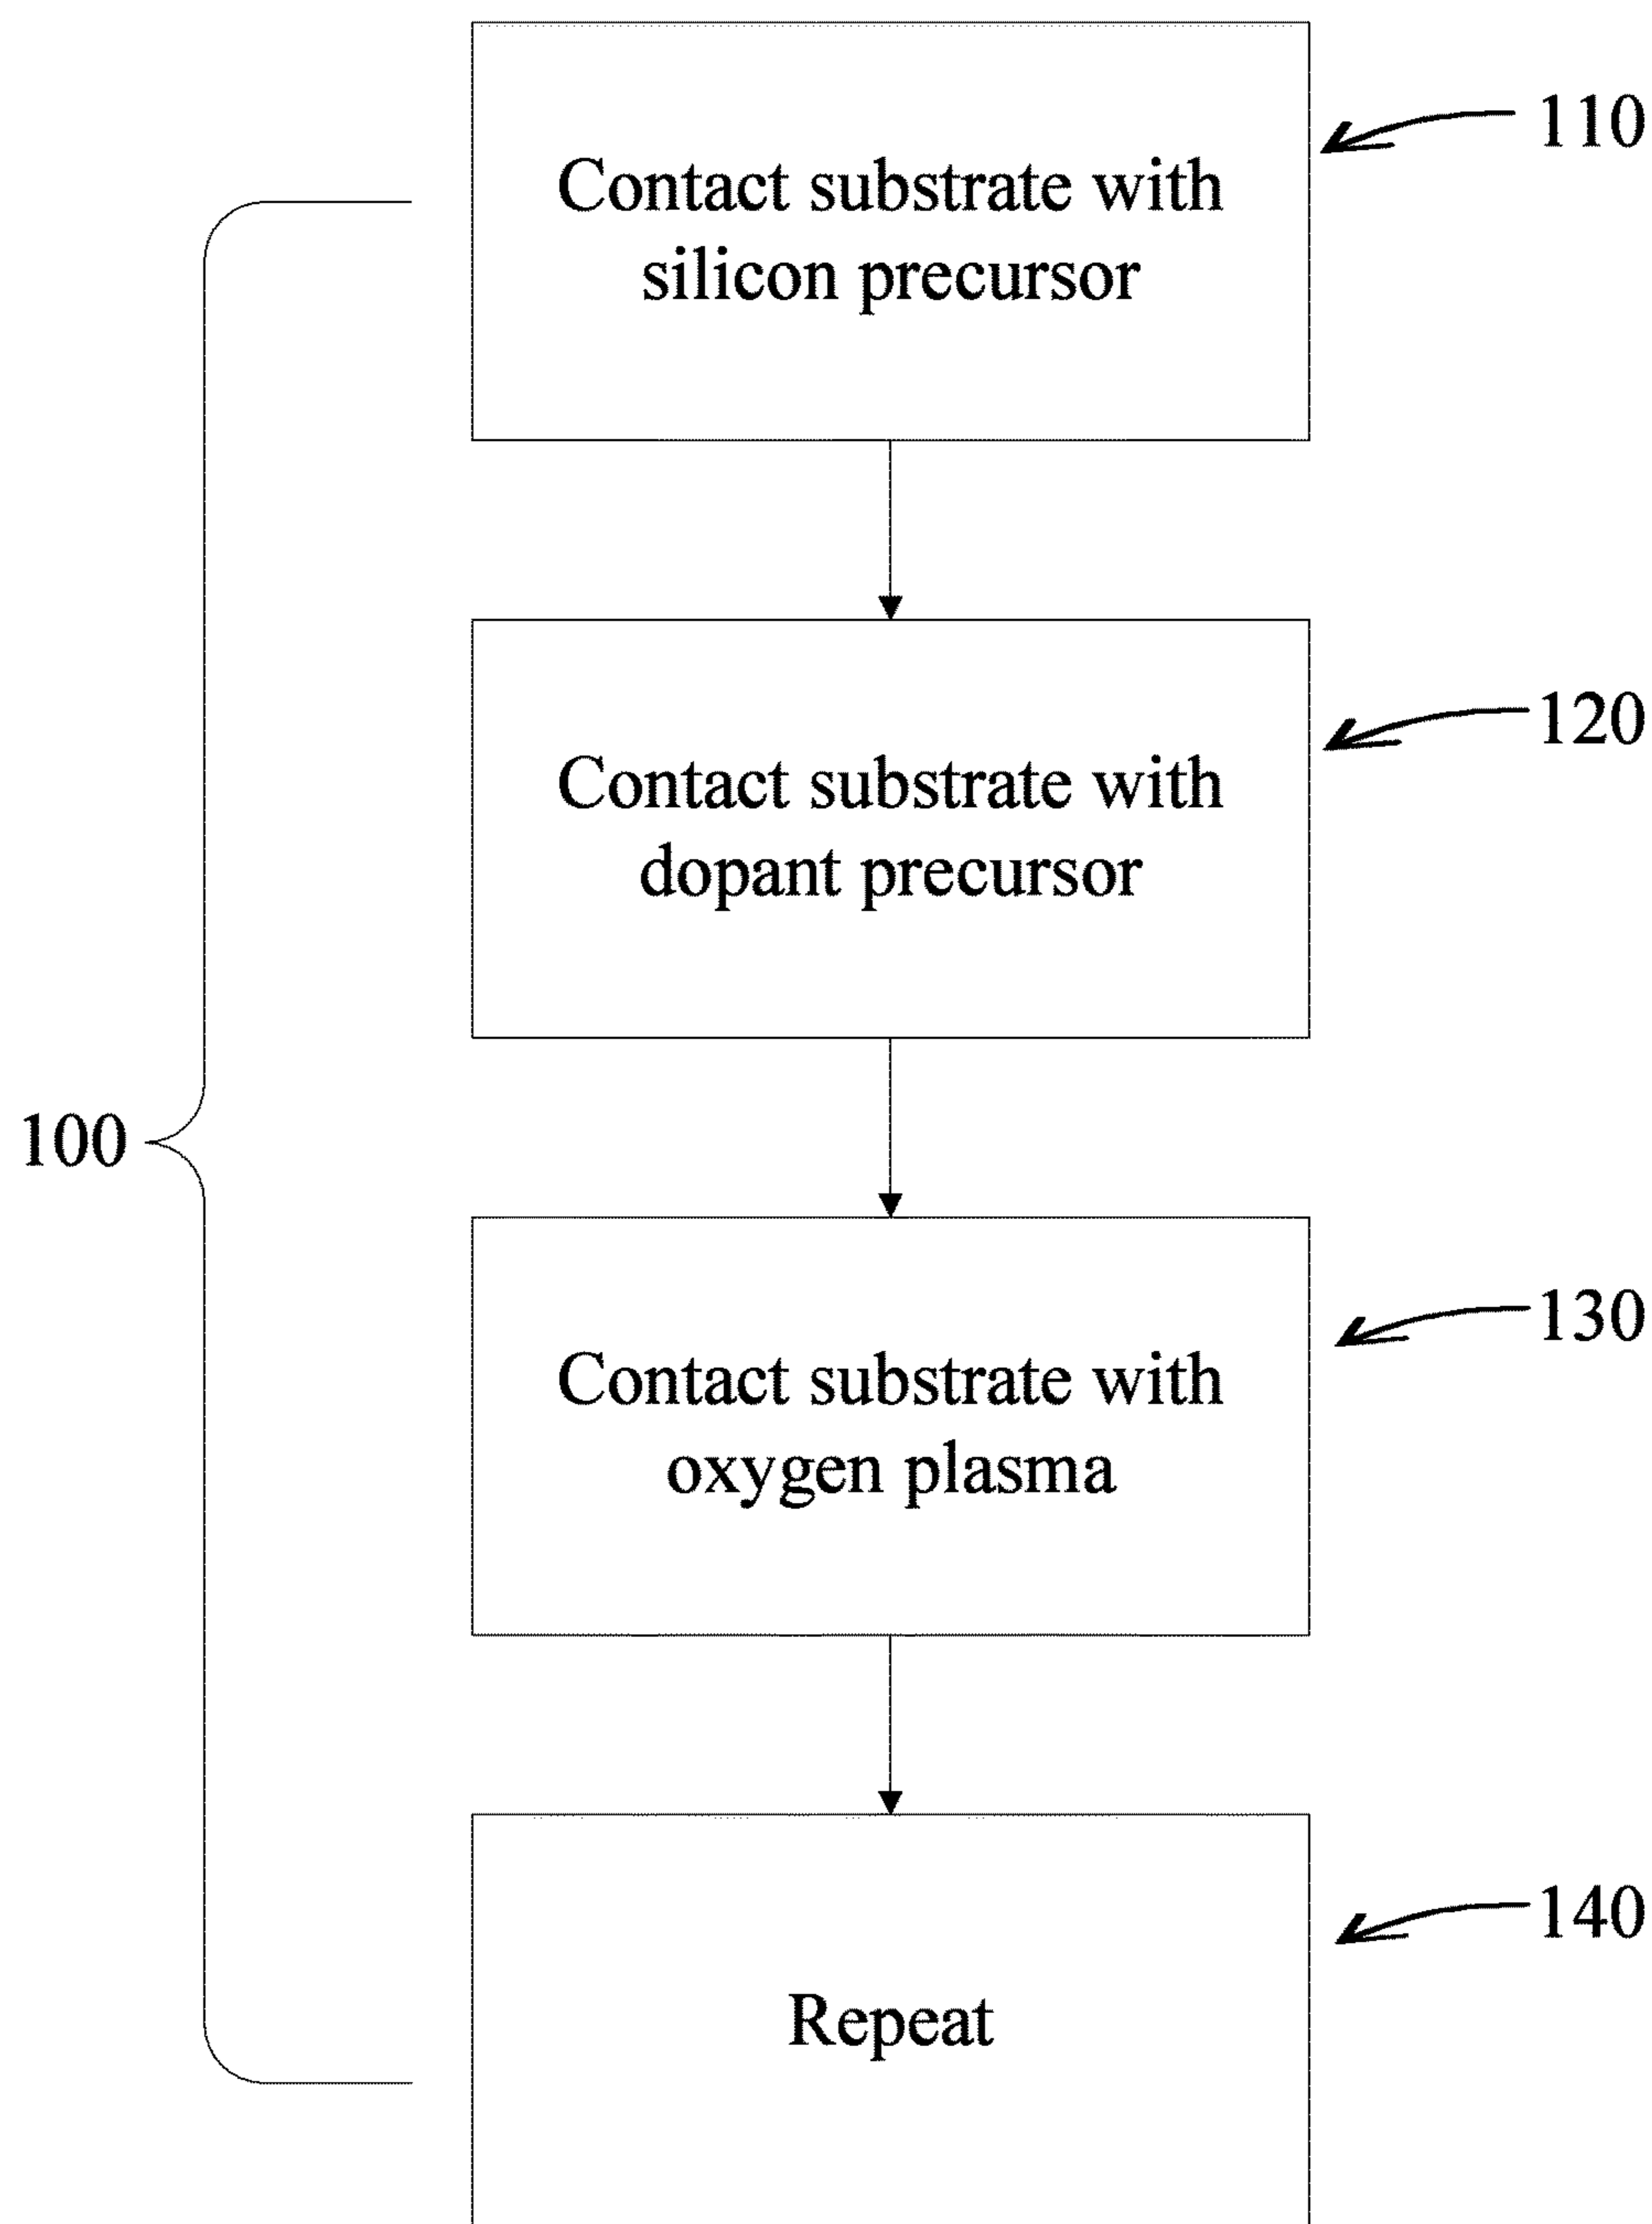 Contact substrate with
silicon precursor
110
Contact substrate with
dopant precursor
120
100
Contact substrate with
oxygen plasma
130
Repeat
140